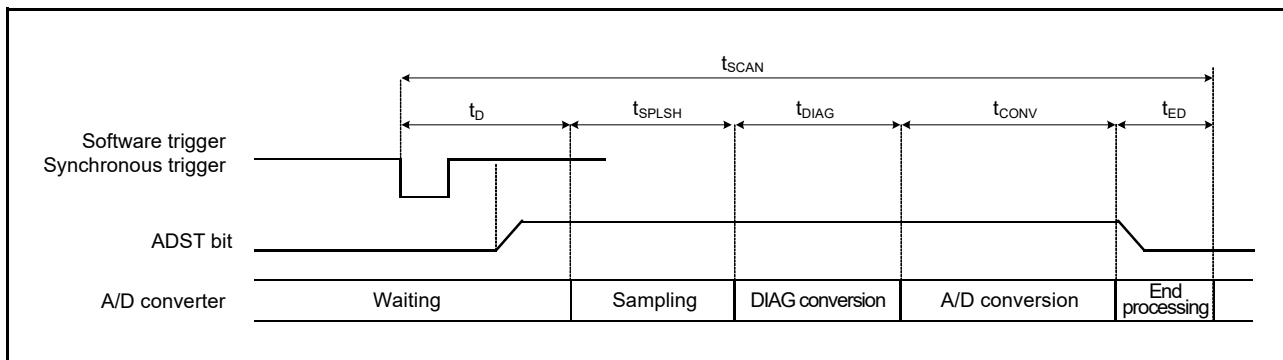 tSCAN
tD tSPLSH tDIAG tCONV tED
Software trigger
Synchronous trigger
ADST bit
A/D converter Waiting Sampling DIAG conversion A/D conversion End processing